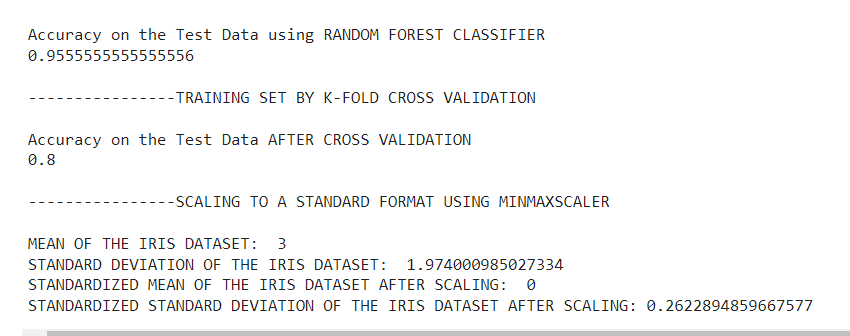 Accuracy on the Test Data using RANDOM FOREST CLASSIFIER
0.9555555555555556
----------------TRAINING SET BY K-FOLD CROSS VALIDATION
Accuracy on the Test Data AFTER CROSS VALIDATION
0.8
----------------SCALING TO A STANDARD FORMAT USING MINMAXSCALER
MEAN OF THE IRIS DATASET:  3
STANDARD DEVIATION OF THE IRIS DATASET:  1.974000985027334
STANDARDIZED MEAN OF THE IRIS DATASET AFTER SCALING:  0
STANDARDIZED STANDARD DEVIATION OF THE IRIS DATASET AFTER SCALING: 0.2622894859667577